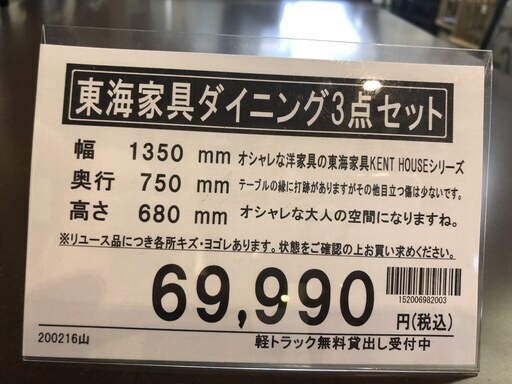 東海家具ダイニング3点セット
幅 1350 mm オシャレな洋家具の東海家具KENT HOUSEシリーズ
奥行 750 mm テーブルの縁に打跡がありますがその他目立つ傷は少ないです。
高さ 680 mm オシャレな大人の空間になりますね。
※リユース品につき各所キズ・ヨゴレあります。状態をご確認の上お買い求めください。
69,990 円(税込)
152006982003
200216山 軽トラック無料貸出し受付中